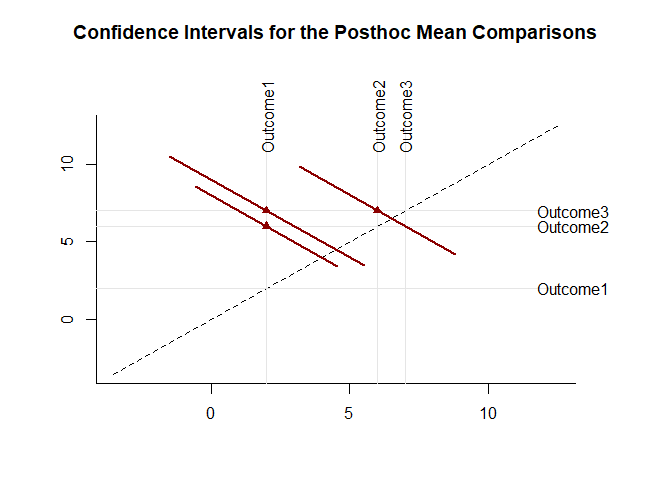 Confidence Intervals for the Posthoc Mean Comparisons
Outcome1
Outcome2
Outcome3
10
5
0
Outcome3
Outcome2
Outcome1
0
5
10